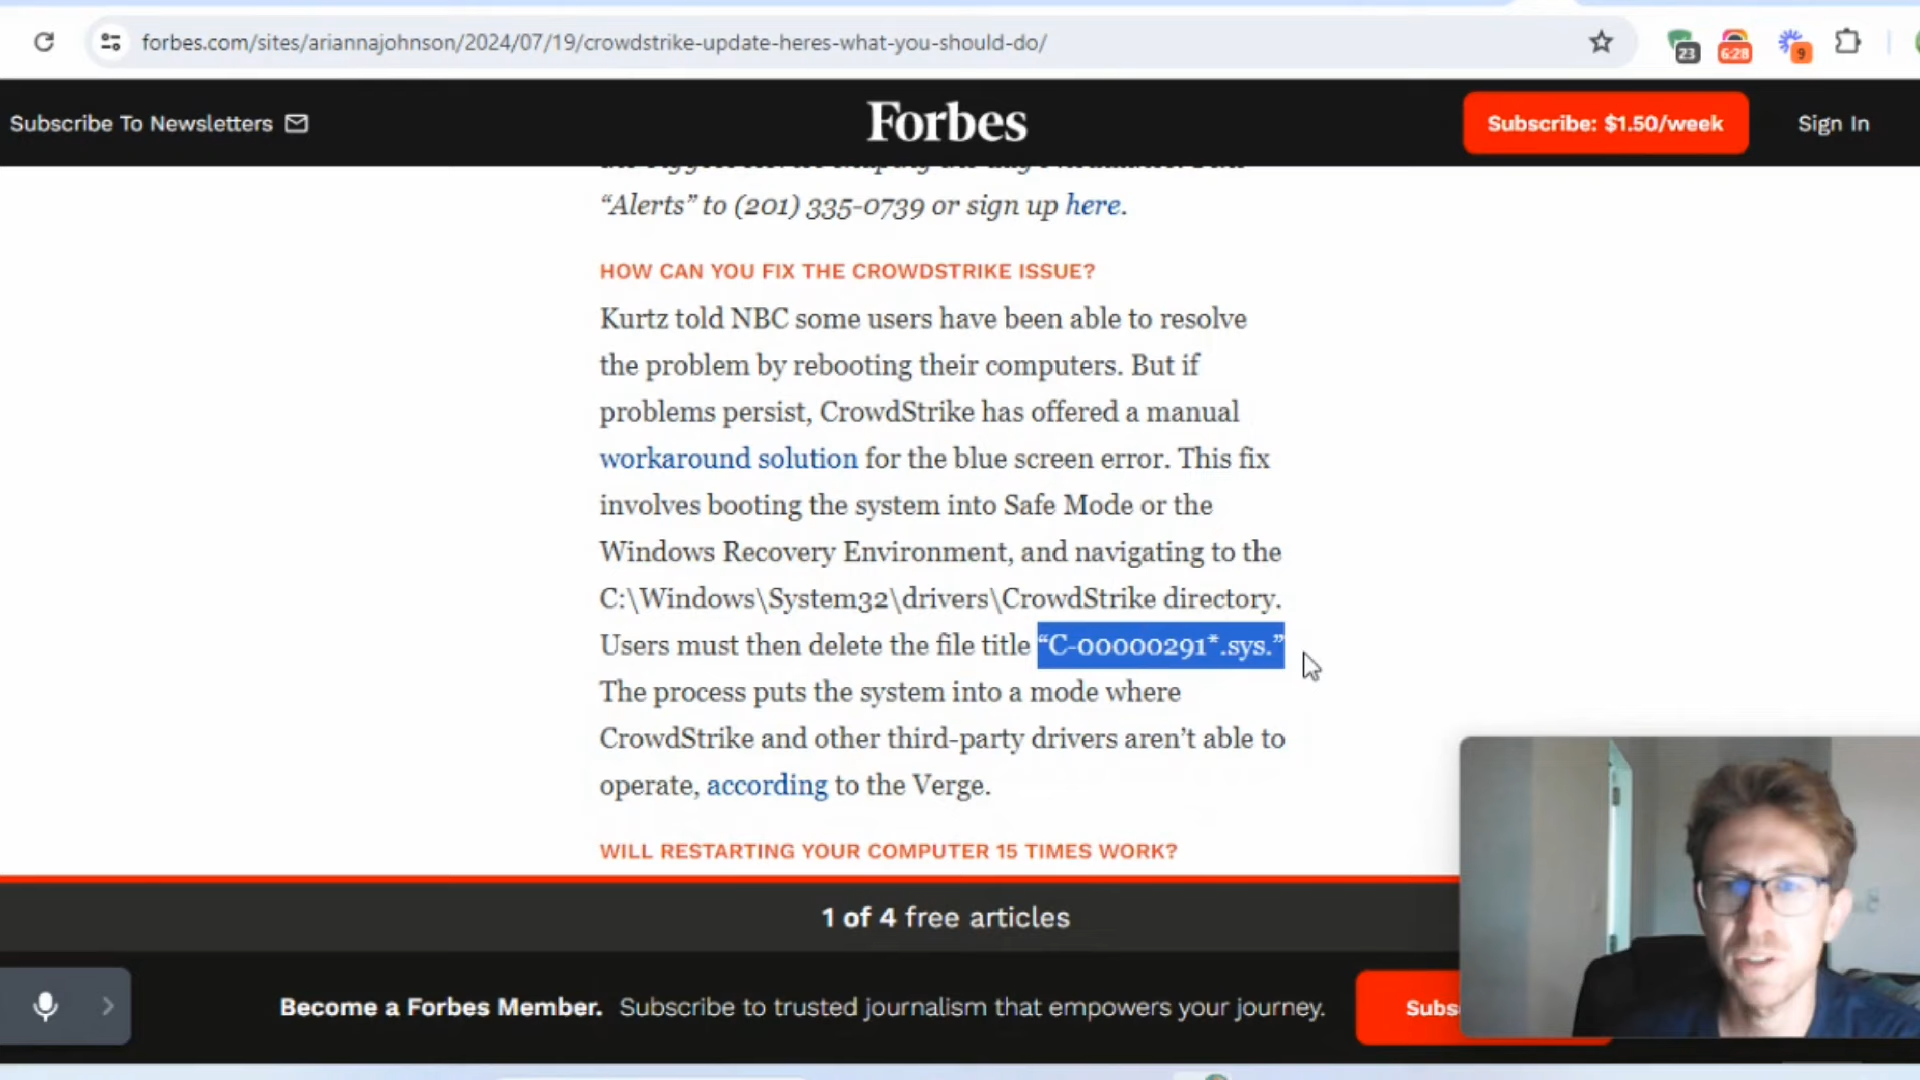 forbes.com/sites/ariannajohnson/2024/07/19/crowdstrike-update-heres-what-you-should-do/
23
6:28
9
Subscribe To Newsletters
Forbes
Subscribe: $1.50/week
Sign In
“Alerts” to (201) 335-0739 or sign up here.
HOW CAN YOU FIX THE CROWDSTRIKE ISSUE?
Kurtz told NBC some users have been able to resolve
the problem by rebooting their computers. But if
problems persist, CrowdStrike has offered a manual
workaround solution for the blue screen error. This fix
involves booting the system into Safe Mode or the
Windows Recovery Environment, and navigating to the
C:\Windows\System32\drivers\CrowdStrike directory.
Users must then delete the file title “C-00000291*.sys.”
The process puts the system into a mode where
CrowdStrike and other third-party drivers aren’t able to
operate, according to the Verge.
WILL RESTARTING YOUR COMPUTER 15 TIMES WORK?
1 of 4 free articles
Become a Forbes Member. Subscribe to trusted journalism that empowers your journey.
Subs